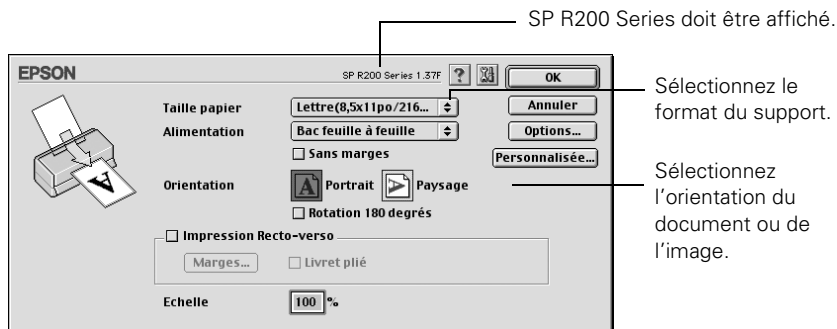 SP R200 Series doit être affiché.
EPSON
SP R200 Series 1.37F
?
OK
Taille papier
Lettre(8,5x11po/216...
Annuler
Sélectionnez le
format du support.
Alimentation
Bac feuille à feuille
Options...
Sans marges
Personnalisée...
Orientation
A Portrait
A Paysage
Sélectionnez
l'orientation du
document ou de
l'image.
Rotation 180 degrés
A
Impression Recto-verso
Marges...
Livret plié
Echelle
100 %